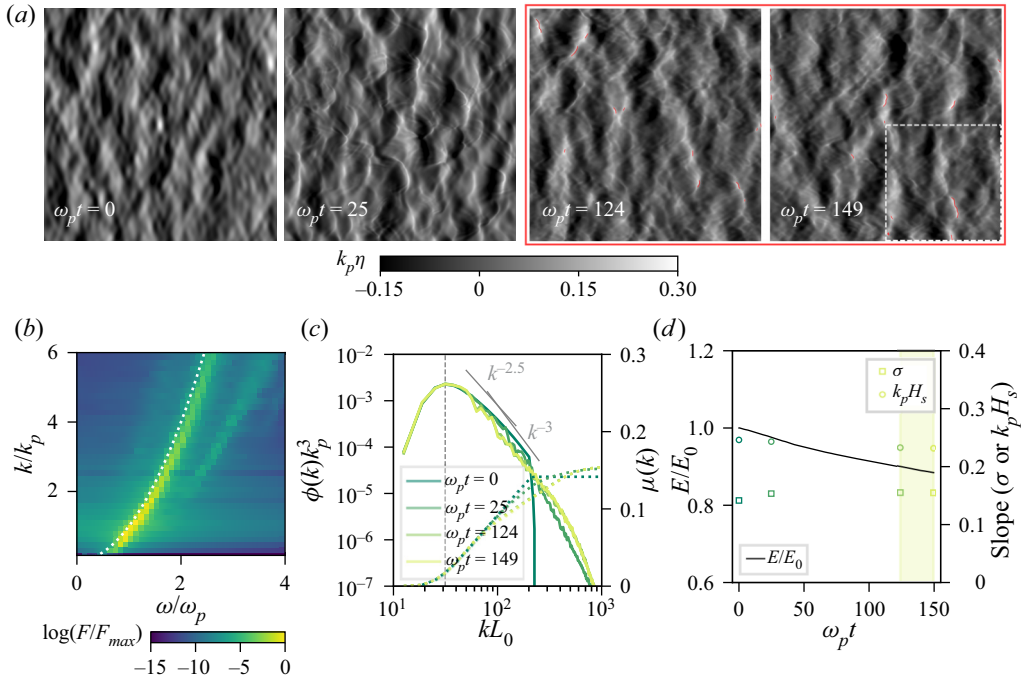 (a)
ω_p t = 0
ω_p t = 25
ω_p t = 124
ω_p t = 149
k_p η
−0.15 0 0.15 0.30
(b)
k/k_p
6
4
2
0 2 4
ω/ω_p
log(F/F_max)
−15 −10 −5 0
(c)
ϕ(k)k_p^3
10^−2
10^−3
10^−4
10^−5
10^−6
10^−7
k^−2.5
k^−3
ω_p t = 0
ω_p t = 25
ω_p t = 124
ω_p t = 149
10^1 10^2 10^3
kL_0
0.3
0.2
0.1
0
μ(k)
(d)
E/E_0
1.2
1.0
0.8
0.6
σ
k_p H_s
E/E_0
0 50 100 150
ω_p t
0.4
0.3
0.2
0.1
0
Slope (σ or k_p H_s)